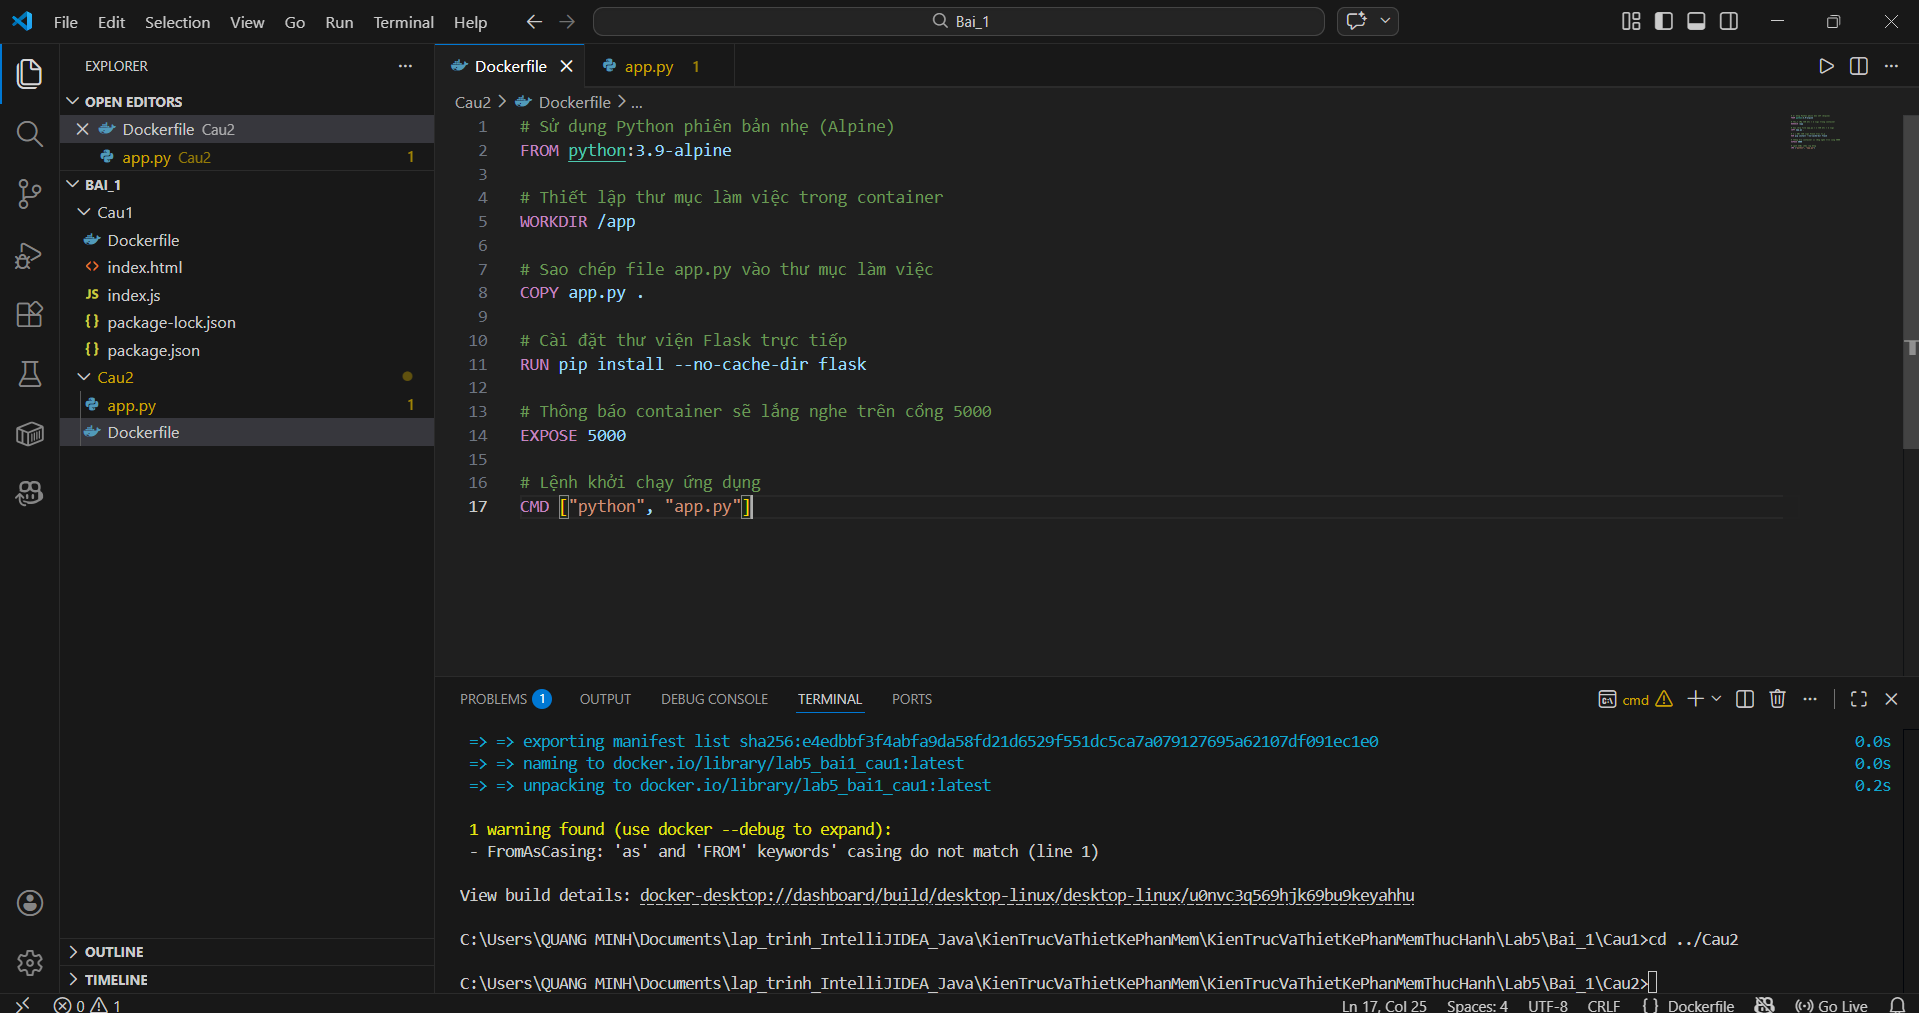 File Edit Selection View Go Run Terminal Help
Bai_1
EXPLORER
OPEN EDITORS
Dockerfile Cau2
app.py Cau2 1
BAI_1
Cau1
Dockerfile
index.html
JS index.js
{} package-lock.json
{} package.json
Cau2
app.py 1
Dockerfile
OUTLINE
TIMELINE
Dockerfile
app.py 1
Cau2 > Dockerfile > ...
1 # Sử dụng Python phiên bản nhẹ (Alpine)
2 FROM python:3.9-alpine
3
4 # Thiết lập thư mục làm việc trong container
5 WORKDIR /app
6
7 # Sao chép file app.py vào thư mục làm việc
8 COPY app.py .
9
10 # Cài đặt thư viện Flask trực tiếp
11 RUN pip install --no-cache-dir flask
12
13 # Thông báo container sẽ lắng nghe trên cổng 5000
14 EXPOSE 5000
15
16 # Lệnh khởi chạy ứng dụng
17 CMD ["python", "app.py"]
PROBLEMS 1 OUTPUT DEBUG CONSOLE TERMINAL PORTS
cmd
=> => exporting manifest list sha256:e4edbbf3f4abfa9da58fd21d6529f551dc5ca7a079127695a62107df091ec1e0 0.0s
=> => naming to docker.io/library/lab5_bai1_cau1:latest 0.0s
=> => unpacking to docker.io/library/lab5_bai1_cau1:latest 0.2s
1 warning found (use docker --debug to expand):
- FromAsCasing: 'as' and 'FROM' keywords' casing do not match (line 1)
View build details: docker-desktop://dashboard/build/desktop-linux/desktop-linux/u0nvc3q569hjk69bu9keyahhu
C:\Users\QUANG MINH\Documents\lap_trinh_IntelliJIDEA_Java\KienTrucVaThietKePhanMem\KienTrucVaThietKePhanMemThucHanh\Lab5\Bai_1\Cau1>cd ../Cau2
C:\Users\QUANG MINH\Documents\lap_trinh_IntelliJIDEA_Java\KienTrucVaThietKePhanMem\KienTrucVaThietKePhanMemThucHanh\Lab5\Bai_1\Cau2>
0 1
Ln 17, Col 25 Spaces: 4 UTF-8 CRLF {} Dockerfile Go Live